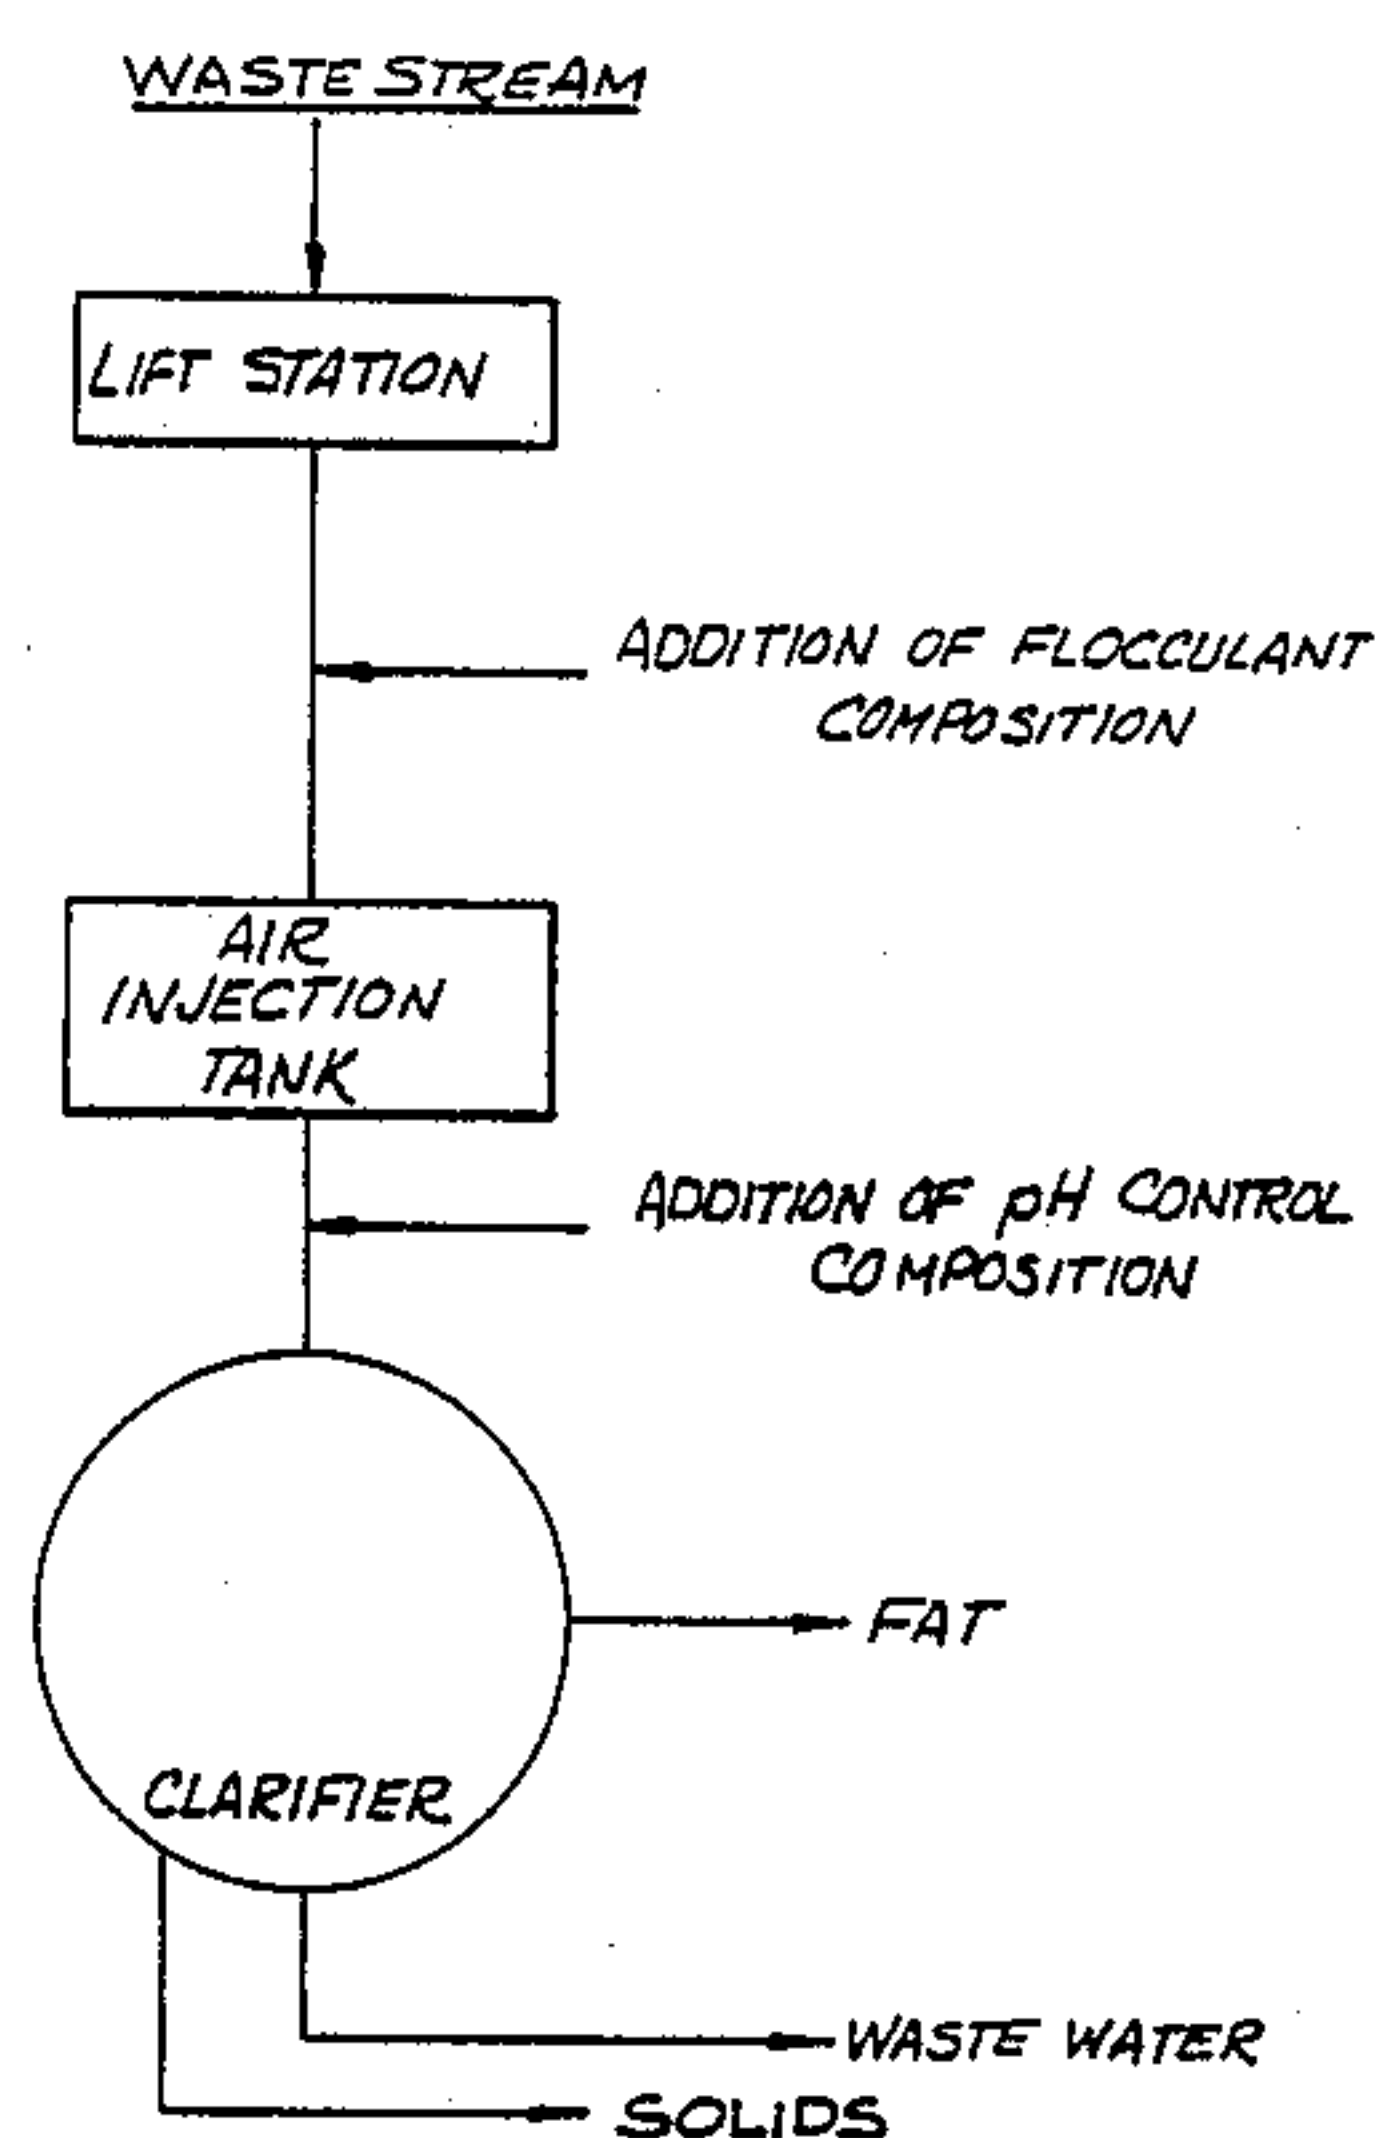 WASTE STREAM
LIFT STATION
ADDITION OF FLOCCULANT
COMPOSITION
AIR
INJECTION
TANK
ADDITION OF pH CONTROL
COMPOSITION
FAT
CLARIFIER
WASTE WATER
SOLIDS